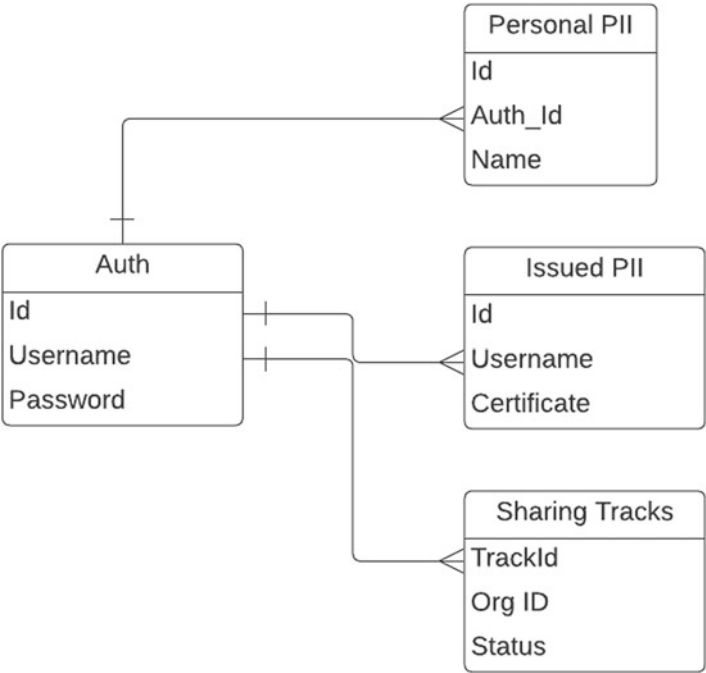 Personal PII
Id
Auth_Id
Name
Auth
Id
Username
Password
Issued PII
Id
Username
Certificate
Sharing Tracks
TrackId
Org ID
Status